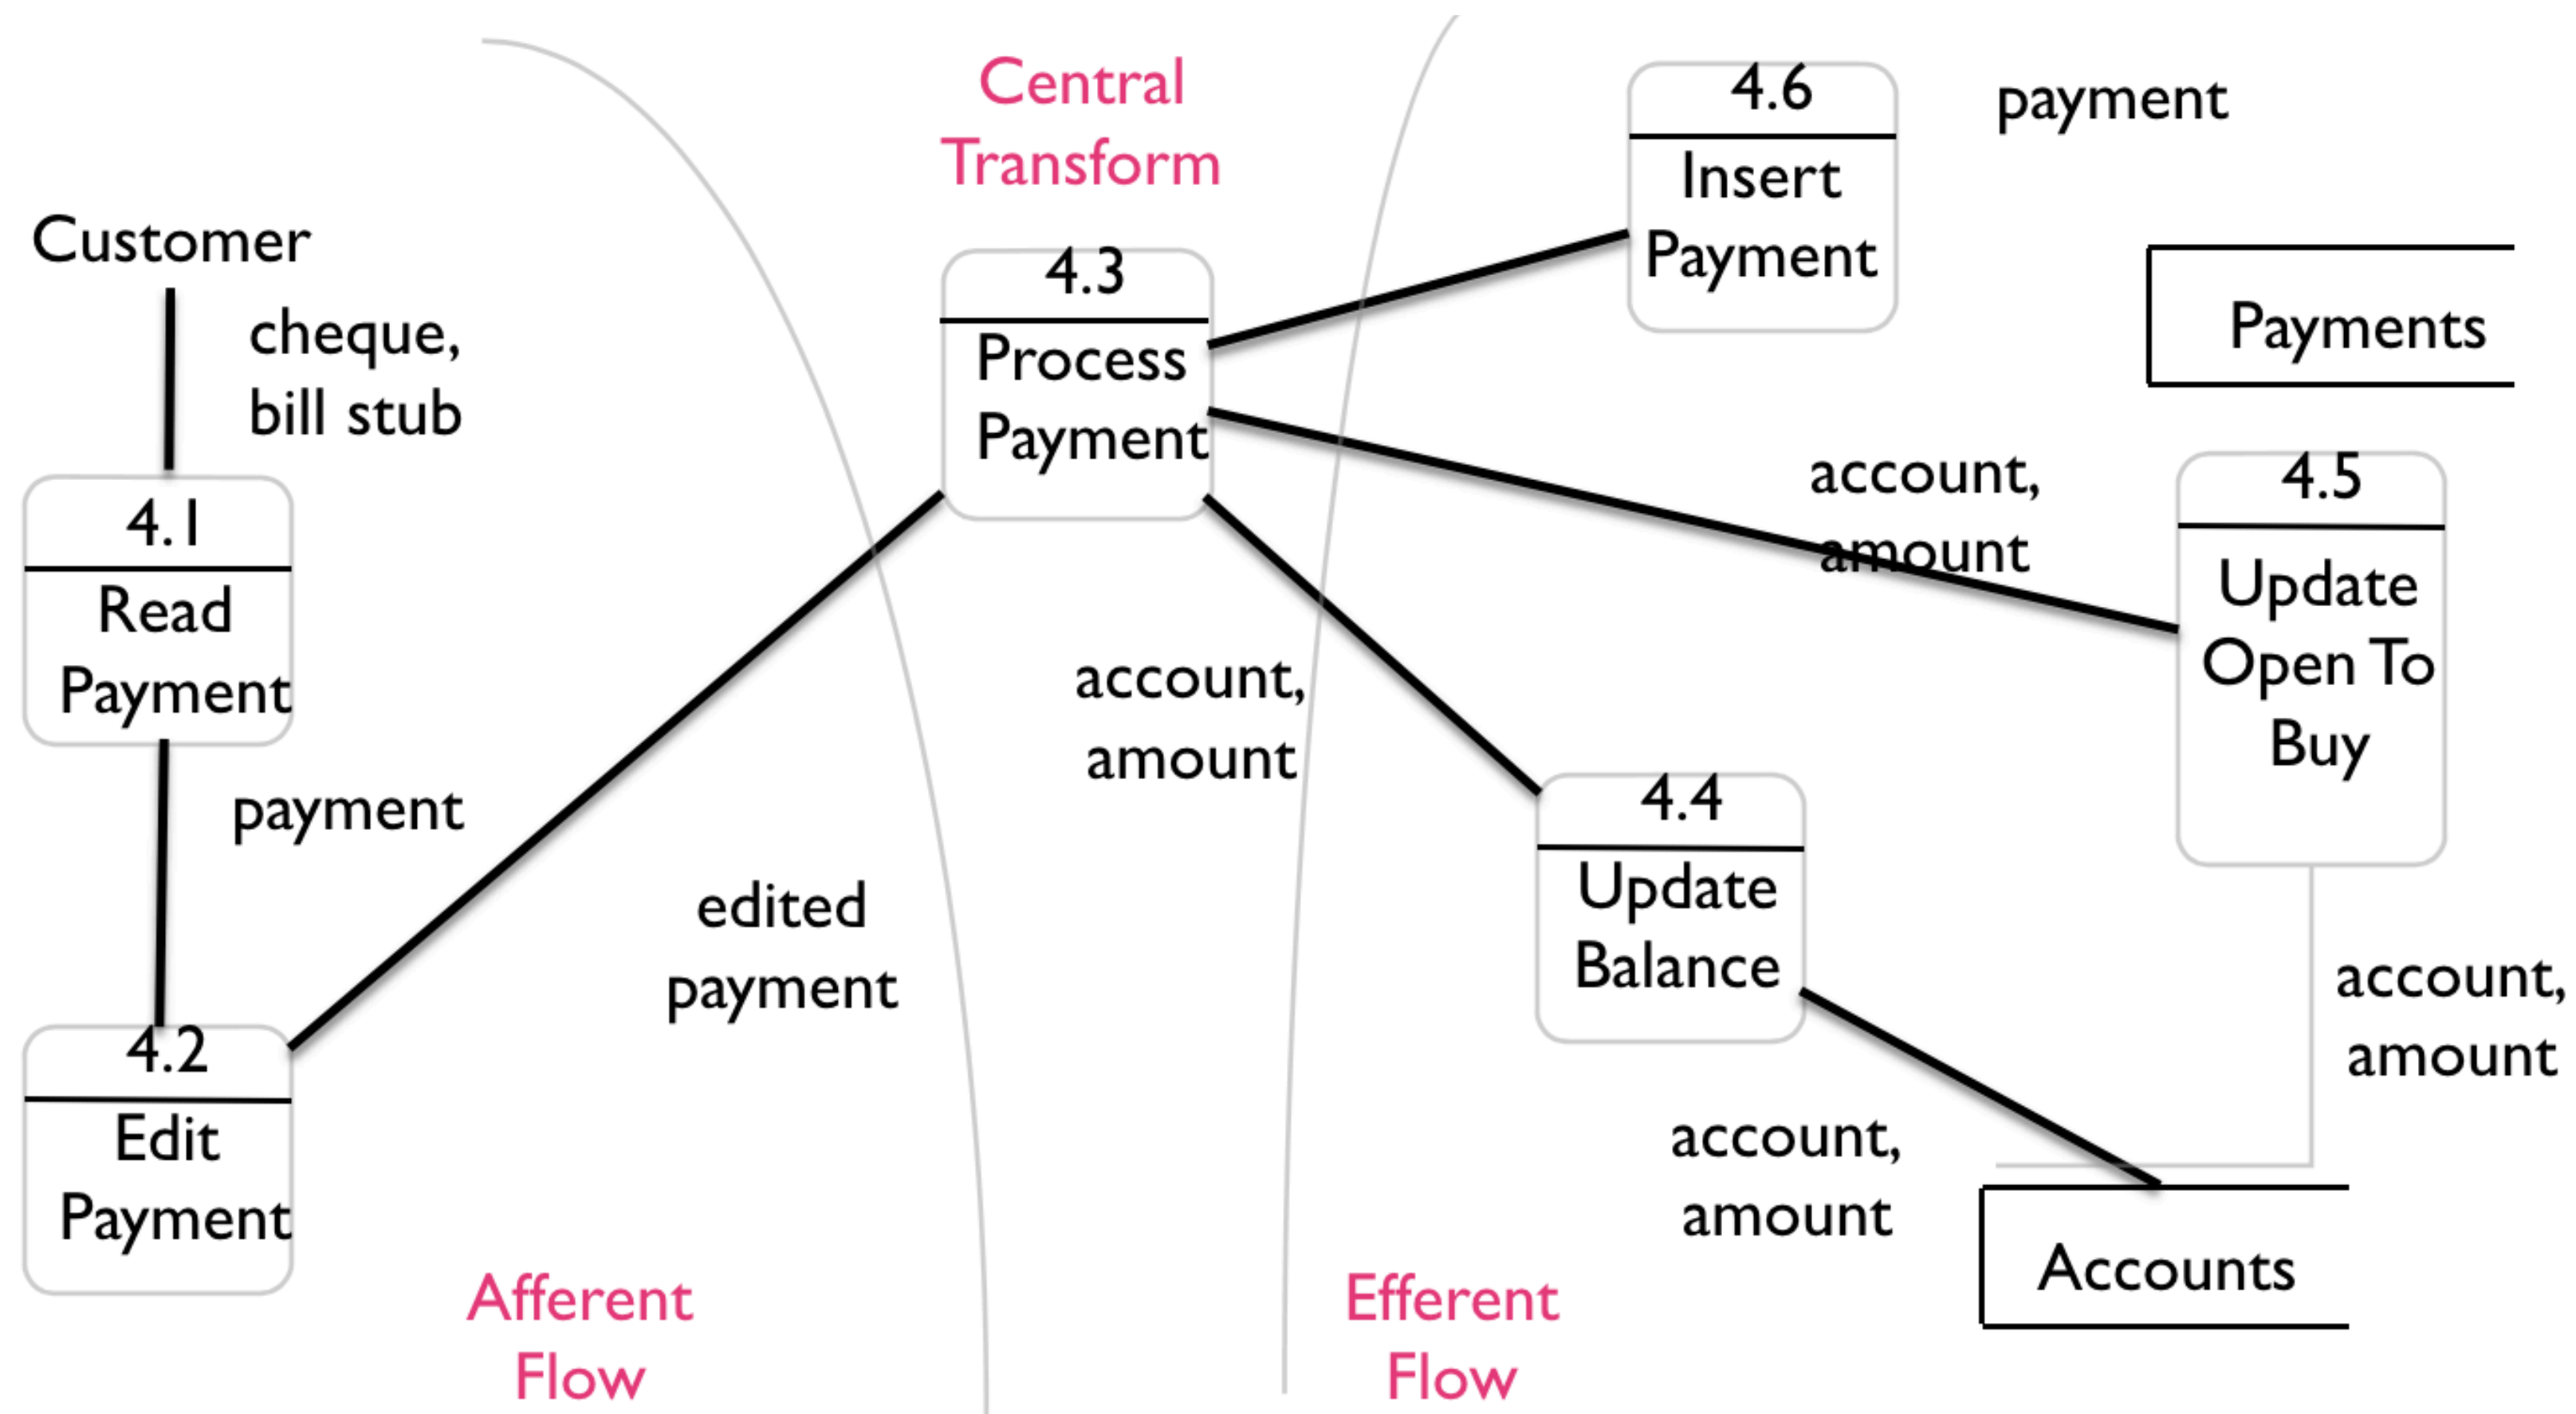 Customer
cheque,
bill stub
4.1
Read
Payment
payment
4.2
Edit
Payment
edited
payment
Afferent
Flow
Central
Transform
4.3
Process
Payment
account,
amount
Efferent
Flow
4.6
Insert
Payment
payment
Payments
account,
amount
4.5
Update
Open To
Buy
4.4
Update
Balance
account,
amount
account,
amount
Accounts